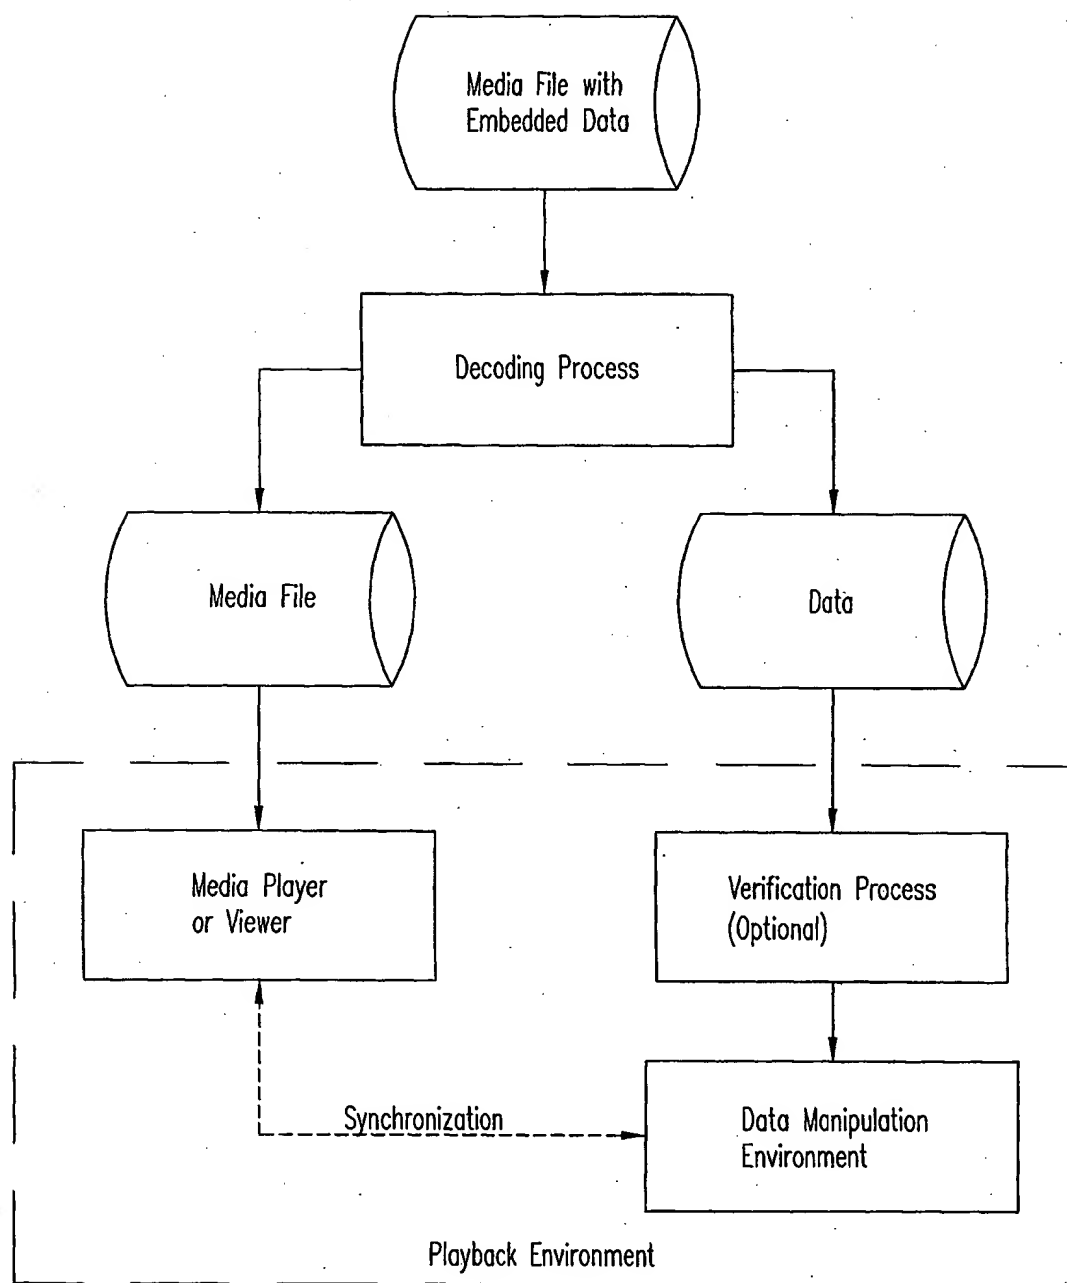 Media File with
Embedded Data
Decoding Process
Media File
Data
Media Player
or Viewer
Verification Process
(Optional)
Synchronization
Data Manipulation
Environment
Playback Environment